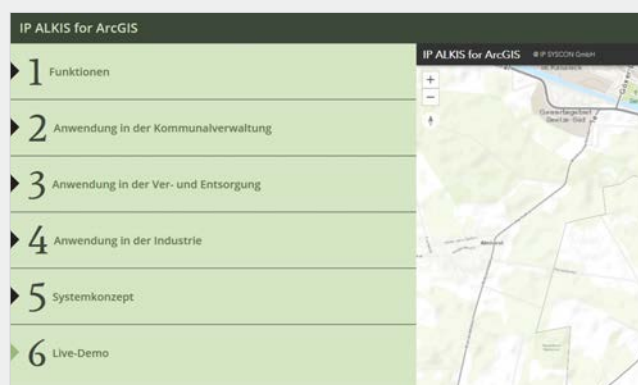 IP ALKIS for ArcGIS
1 Funktionen
2 Anwendung in der Kommunalverwaltung
3 Anwendung in der Ver- und Entsorgung
4 Anwendung in der Industrie
5 Systemkonzept
6 Live-Demo
IP ALKIS for ArcGIS © IP SYSCON GmbH
+
−